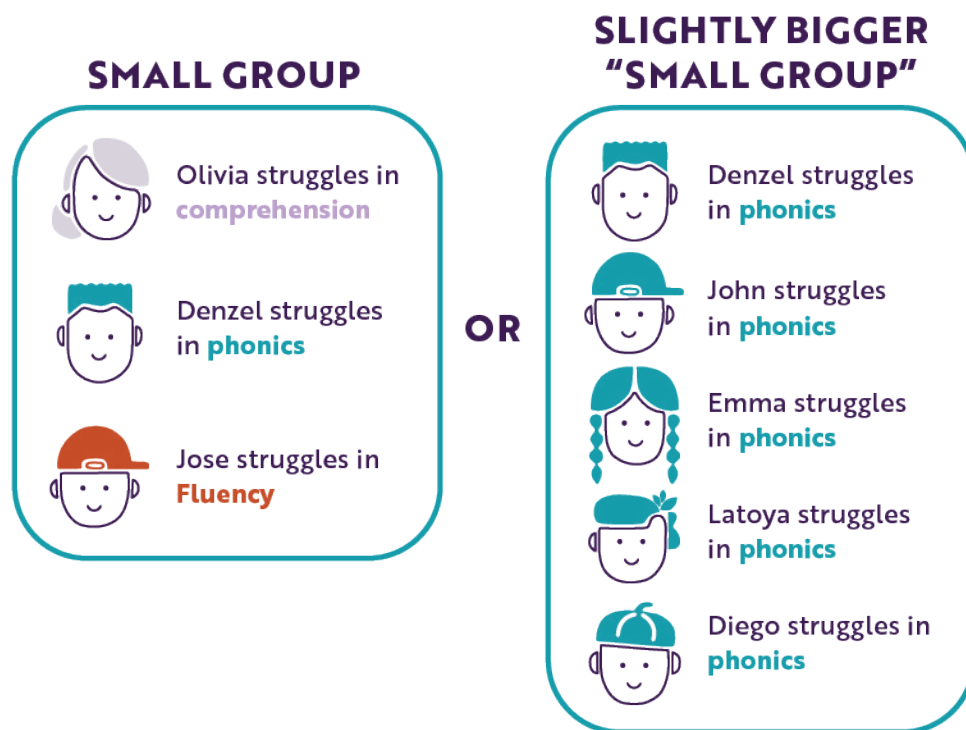 SMALL GROUP
Olivia struggles in
comprehension
Denzel struggles
in phonics
Jose struggles in
Fluency
OR
SLIGHTLY BIGGER
“SMALL GROUP”
Denzel struggles
in phonics
John struggles
in phonics
Emma struggles
in phonics
Latoya struggles
in phonics
Diego struggles in
phonics